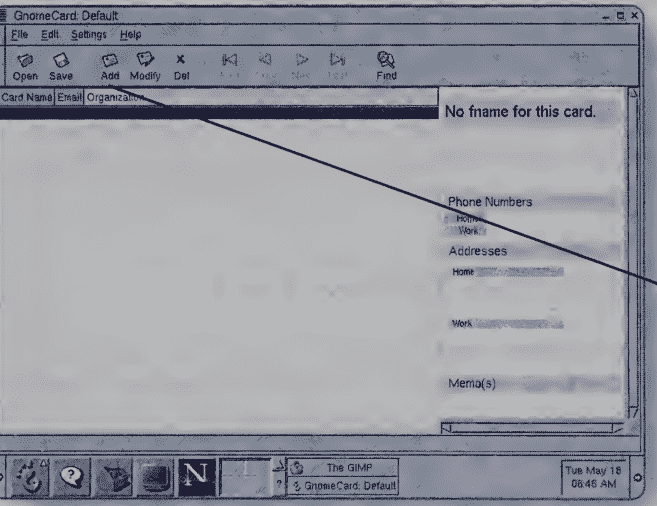 GnomeCard: Default
File Edit Settings Help
Open Save Add Modify Del Find
Card Name Email Organization
No fname for this card.
Phone Numbers
Home
Work
Addresses
Home
Work
Memo(s)
N
The GIMP
GnomeCard: Default
Tue May 18
06:46 AM